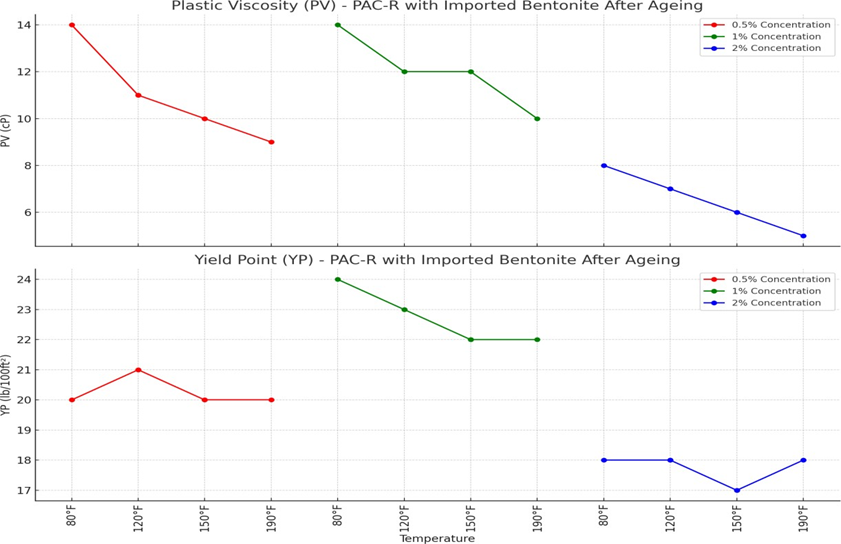 Plastic Viscosity (PV) - PAC-R with Imported Bentonite After Ageing
14
12
10
8
6
PV (cP)
0.5% Concentration
1% Concentration
2% Concentration
Yield Point (YP) - PAC-R with Imported Bentonite After Ageing
24
23
22
21
20
19
18
17
YP (lb/100ft²)
0.5% Concentration
1% Concentration
2% Concentration
80°F
120°F
150°F
190°F
80°F
120°F
150°F
190°F
80°F
120°F
150°F
190°F
Temperature